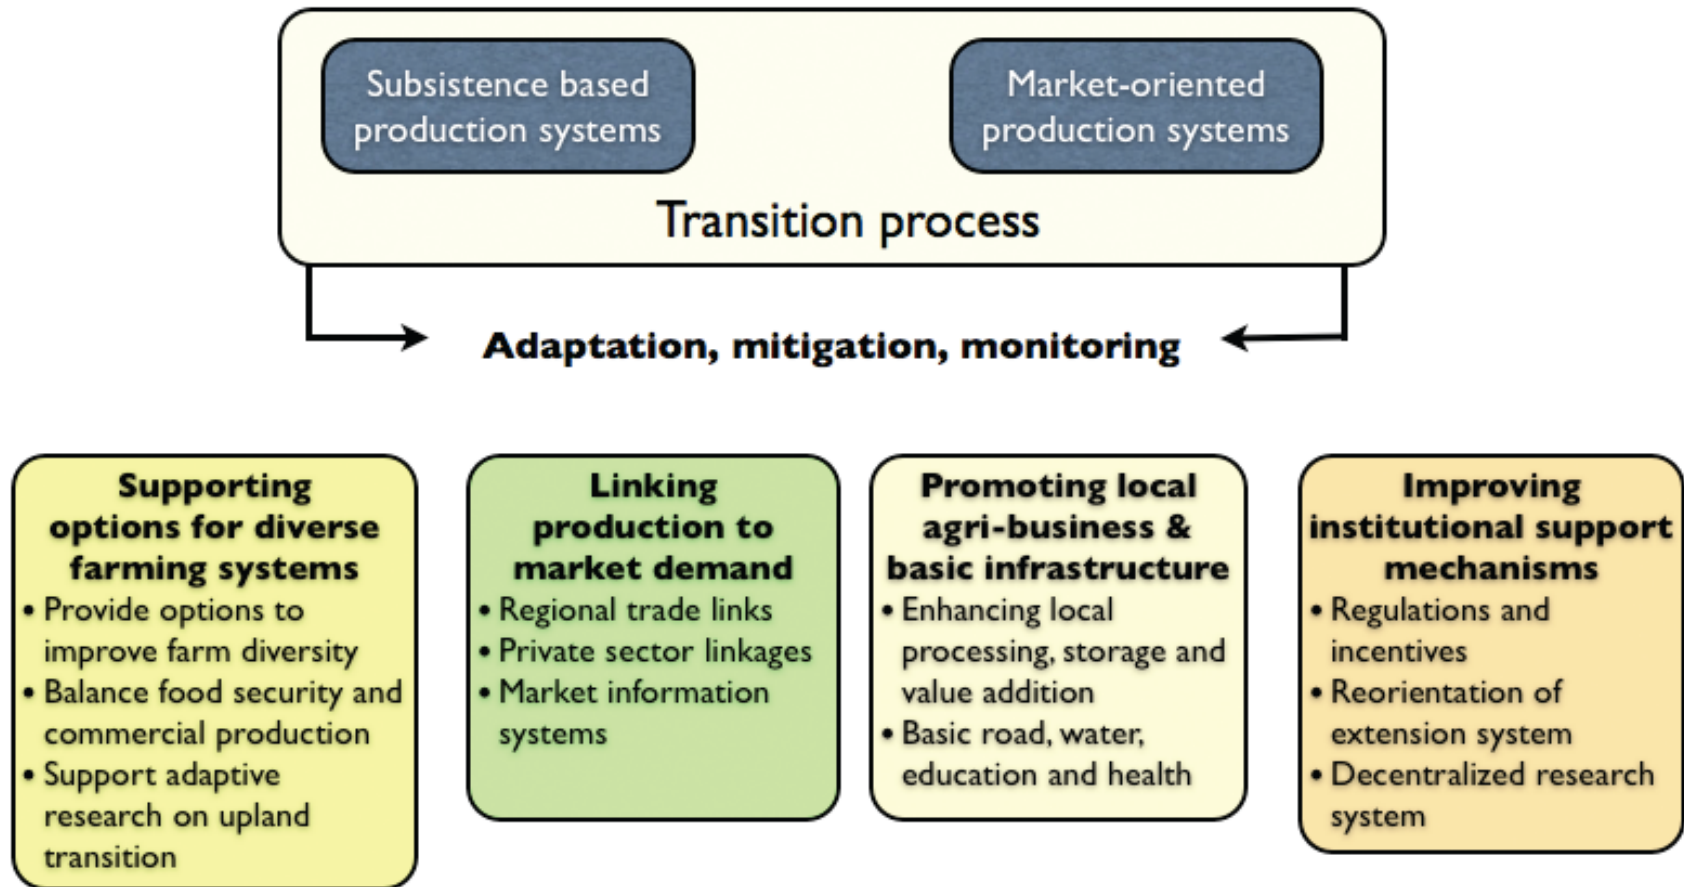 Subsistence based
production systems
Market-oriented
production systems
Transition process
Adaptation, mitigation, monitoring
Supporting
options for diverse
farming systems
• Provide options to
improve farm diversity
• Balance food security and
commercial production
• Support adaptive
research on upland
transition
Linking
production to
market demand
• Regional trade links
• Private sector linkages
• Market information
systems
Promoting local
agri-business &
basic infrastructure
• Enhancing local
processing, storage and
value addition
• Basic road, water,
education and health
Improving
institutional support
mechanisms
• Regulations and
incentives
• Reorientation of
extension system
• Decentralized research
system